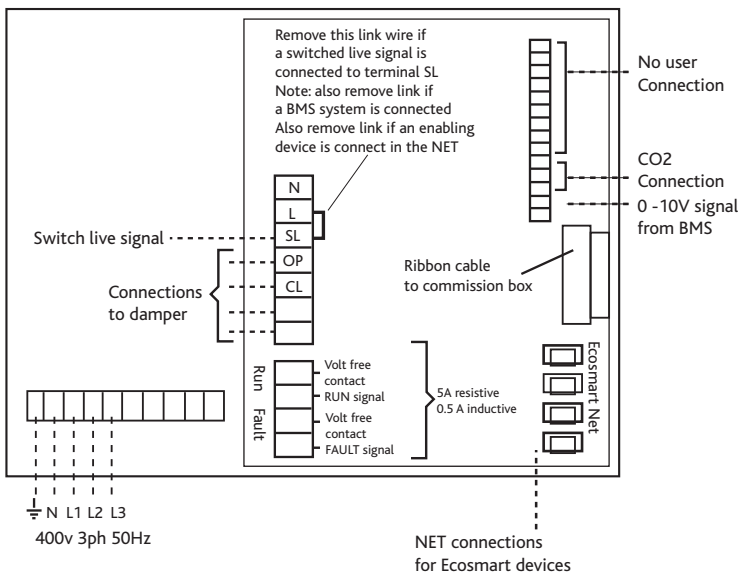 Remove this link wire if
a switched live signal is
connected to terminal SL
Note: also remove link if
a BMS system is connected
Also remove link if an enabling
device is connect in the NET
No user
Connection
CO2
Connection
0 -10V signal
from BMS
N
L
SL
OP
CL
Switch live signal
Connections
to damper
Ribbon cable
to commission box
Run
Fault
Volt free
contact
RUN signal
Volt free
contact
FAULT signal
5A resistive
0.5 A inductive
Ecosmart Net
N L1 L2 L3
400v 3ph 50Hz
NET connections
for Ecosmart devices